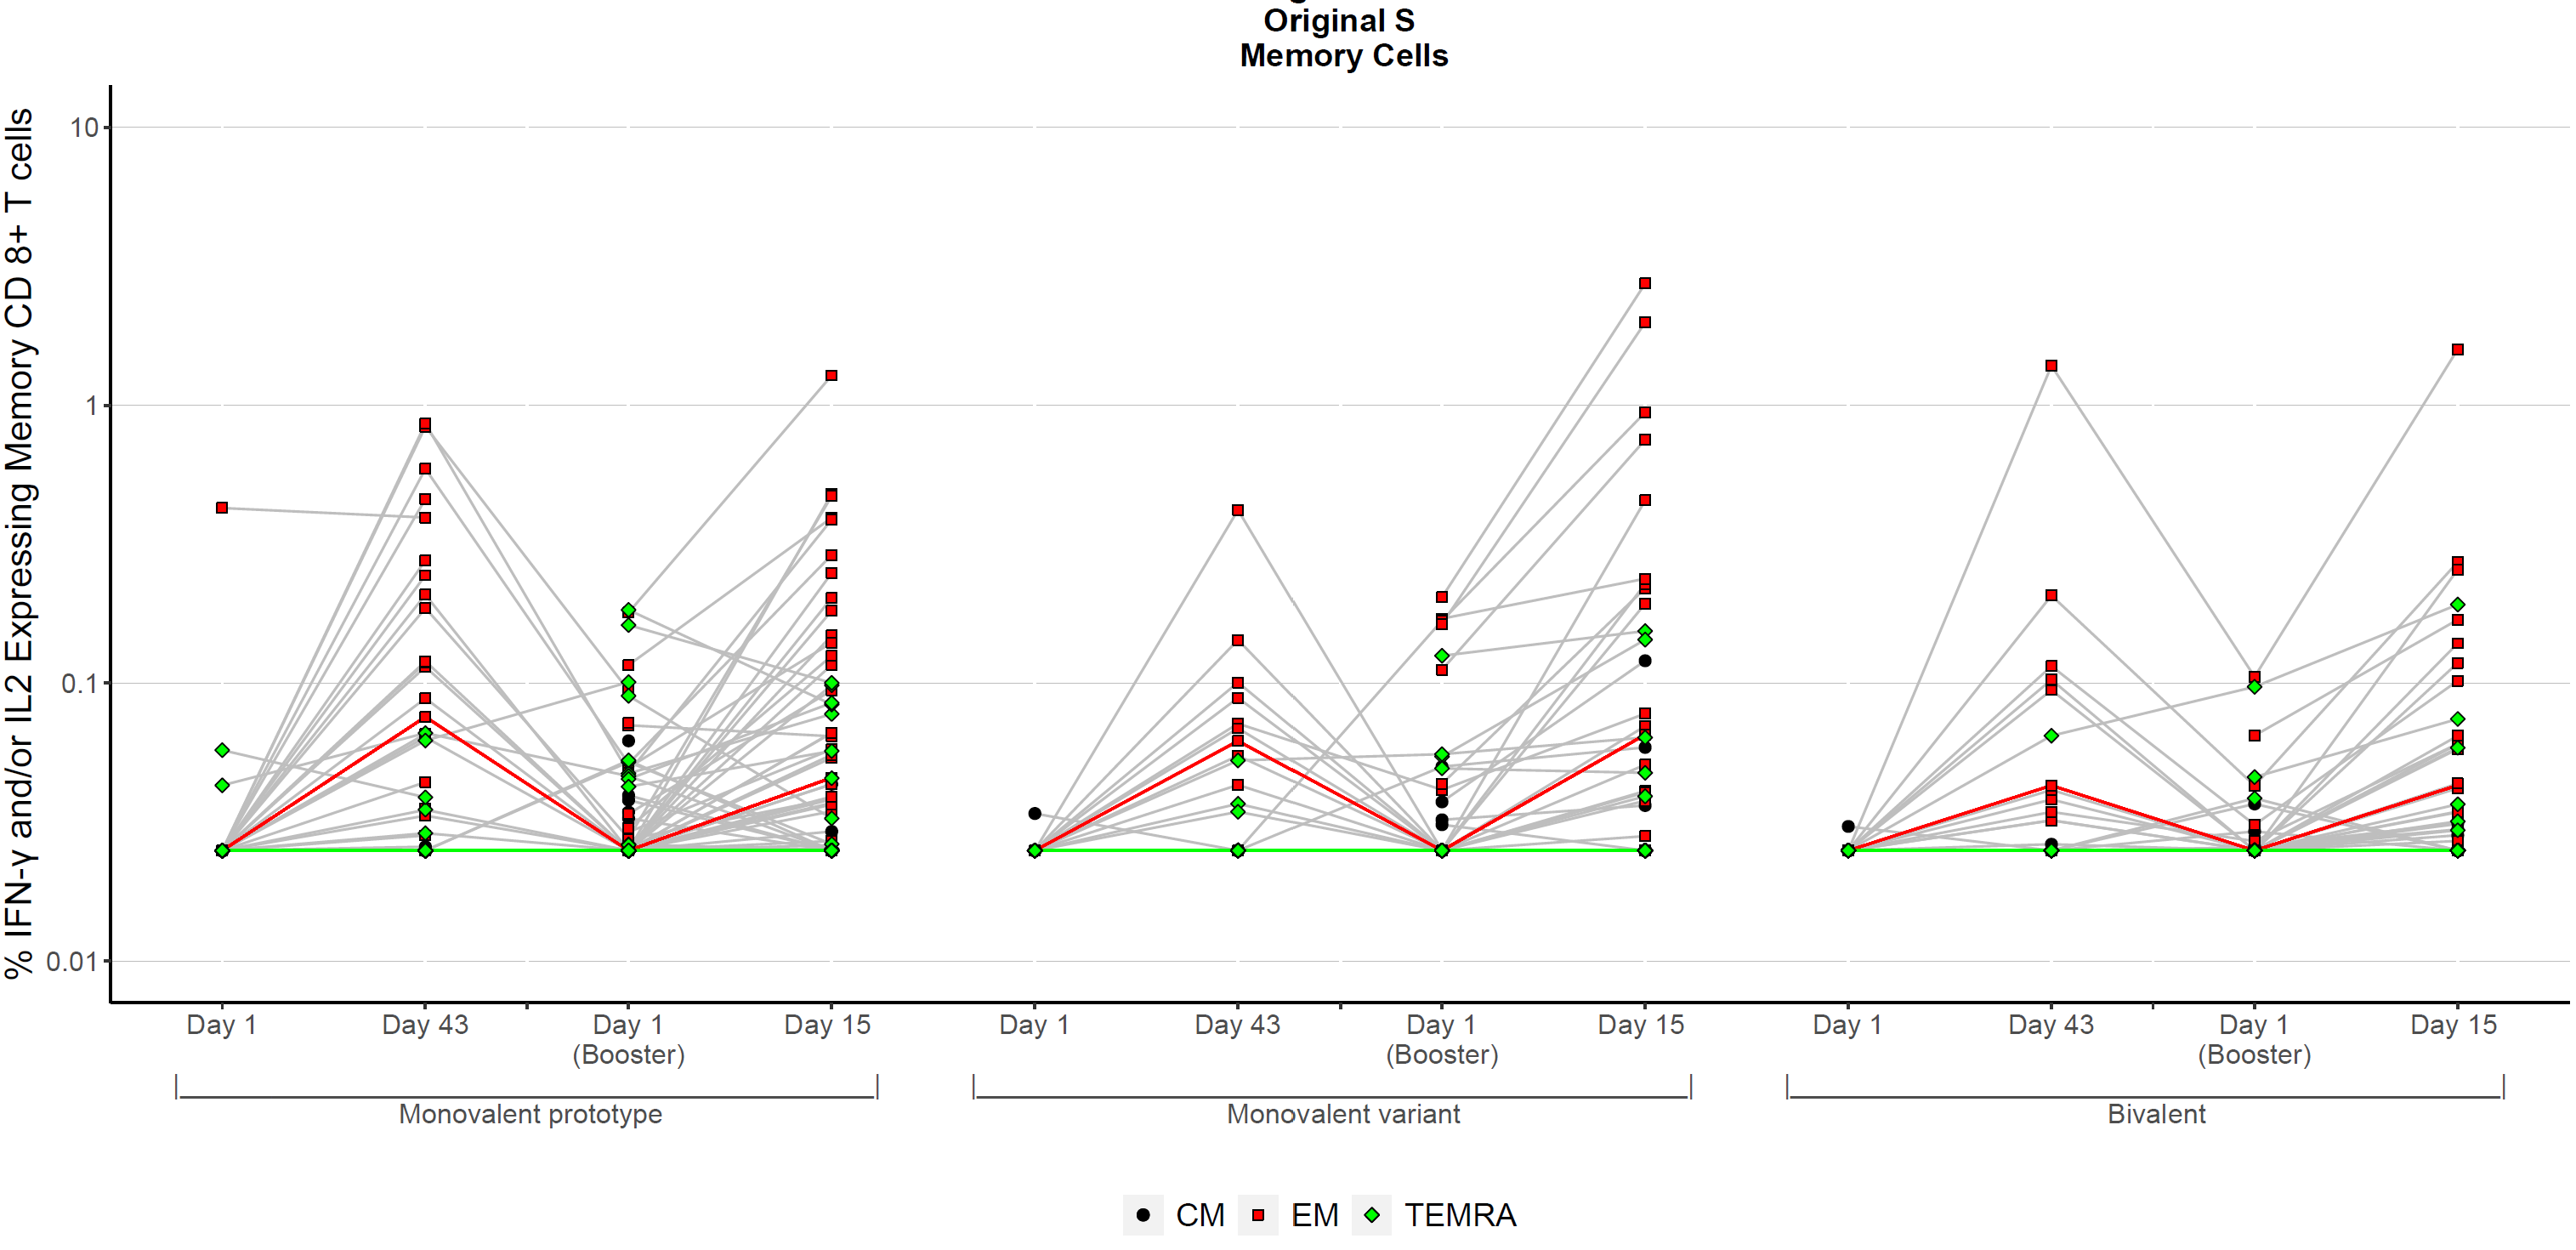 Original S
Memory Cells
% IFN-γ and/or IL2 Expressing Memory CD 8+ T cells
10
1
0.1
0.01
Day 1 Day 43 Day 1 Day 15 Day 1 Day 43 Day 1 Day 15 Day 1 Day 43 Day 1 Day 15
(Booster) (Booster) (Booster)
Monovalent prototype Monovalent variant Bivalent
CM EM TEMRA